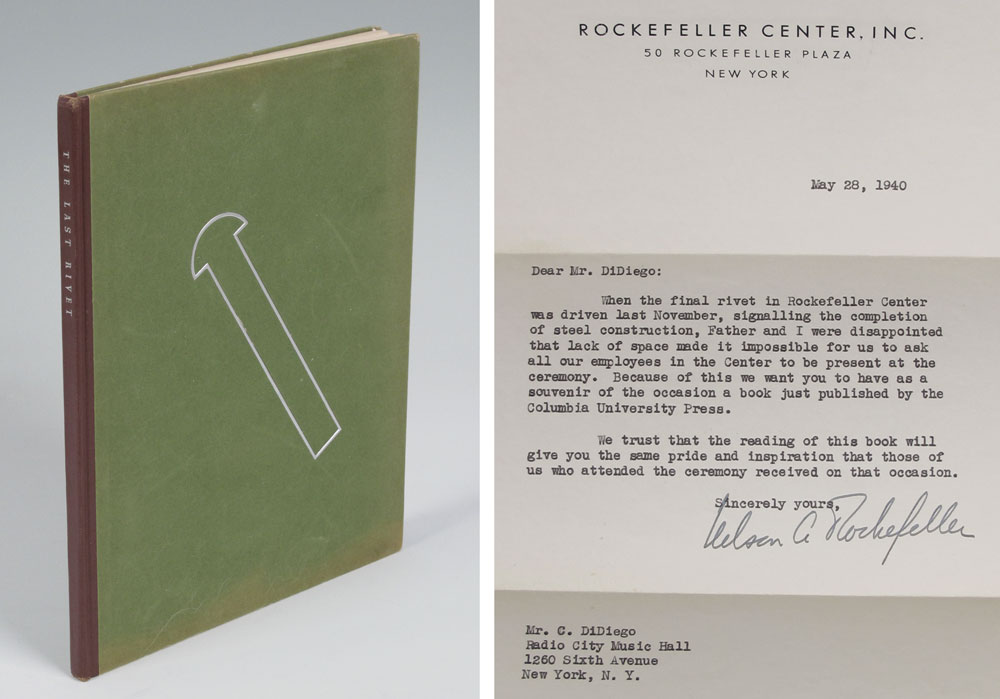 THE LAST RIVET
ROCKEFELLER CENTER, INC.
50 ROCKEFELLER PLAZA
NEW YORK
May 28, 1940
Dear Mr. DiDiego:
When the final rivet in Rockefeller Center
was driven last November, signalling the completion
of steel construction, Father and I were disappointed
that lack of space made it impossible for us to ask
all our employees in the Center to be present at the
ceremony. Because of this we want you to have as a
souvenir of the occasion a book just published by the
Columbia University Press.
We trust that the reading of this book will
give you the same pride and inspiration that those of
us who attended the ceremony received on that occasion.
Sincerely yours,
Nelson A Rockefeller
Mr. C. DiDiego
Radio City Music Hall
1260 Sixth Avenue
New York, N. Y.